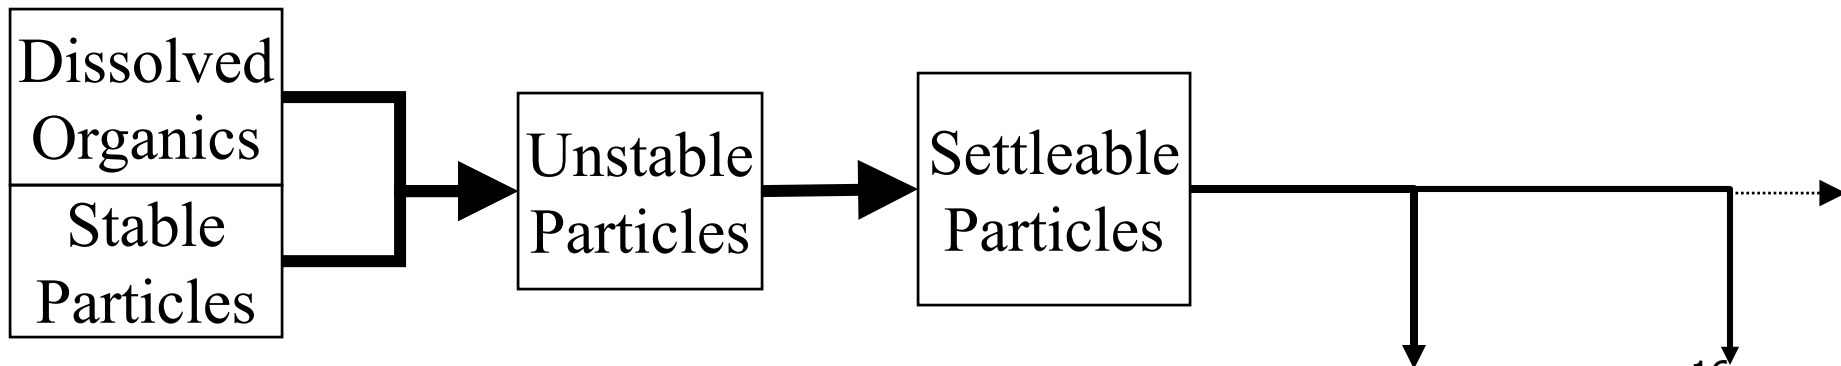 Dissolved
Organics
Stable
Particles
Unstable
Particles
Settleable
Particles